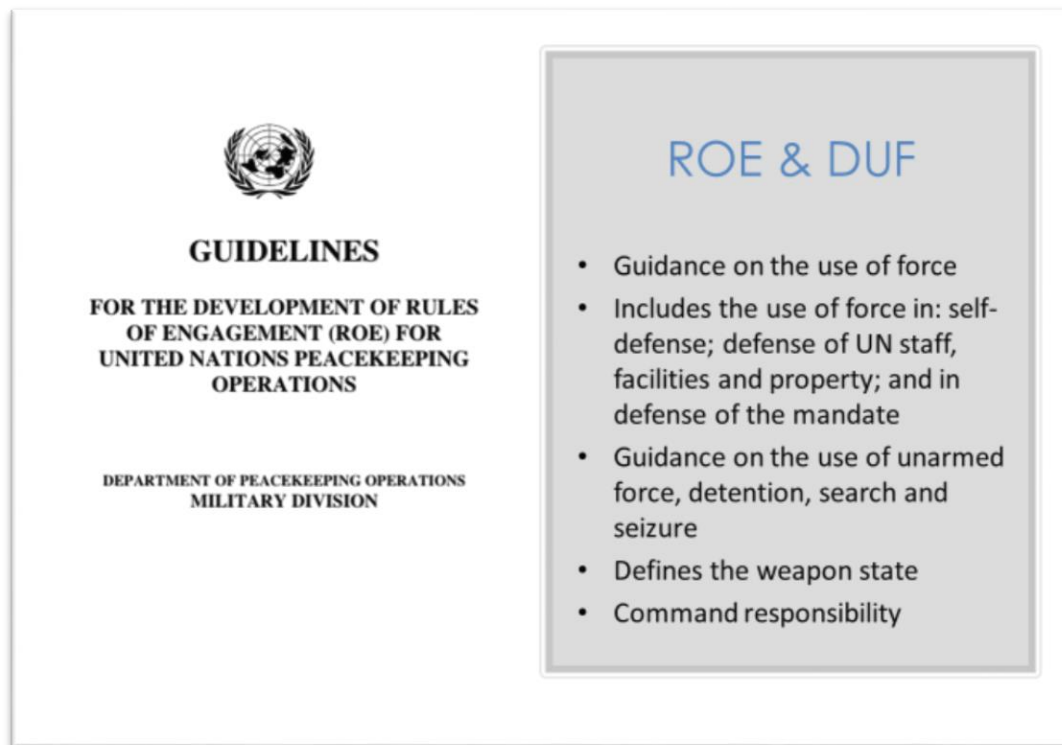 GUIDELINES
FOR THE DEVELOPMENT OF RULES
OF ENGAGEMENT (ROE) FOR
UNITED NATIONS PEACEKEEPING
OPERATIONS
DEPARTMENT OF PEACEKEEPING OPERATIONS
MILITARY DIVISION
ROE & DUF
• Guidance on the use of force
• Includes the use of force in: self-
defense; defense of UN staff,
facilities and property; and in
defense of the mandate
• Guidance on the use of unarmed
force, detention, search and
seizure
• Defines the weapon state
• Command responsibility